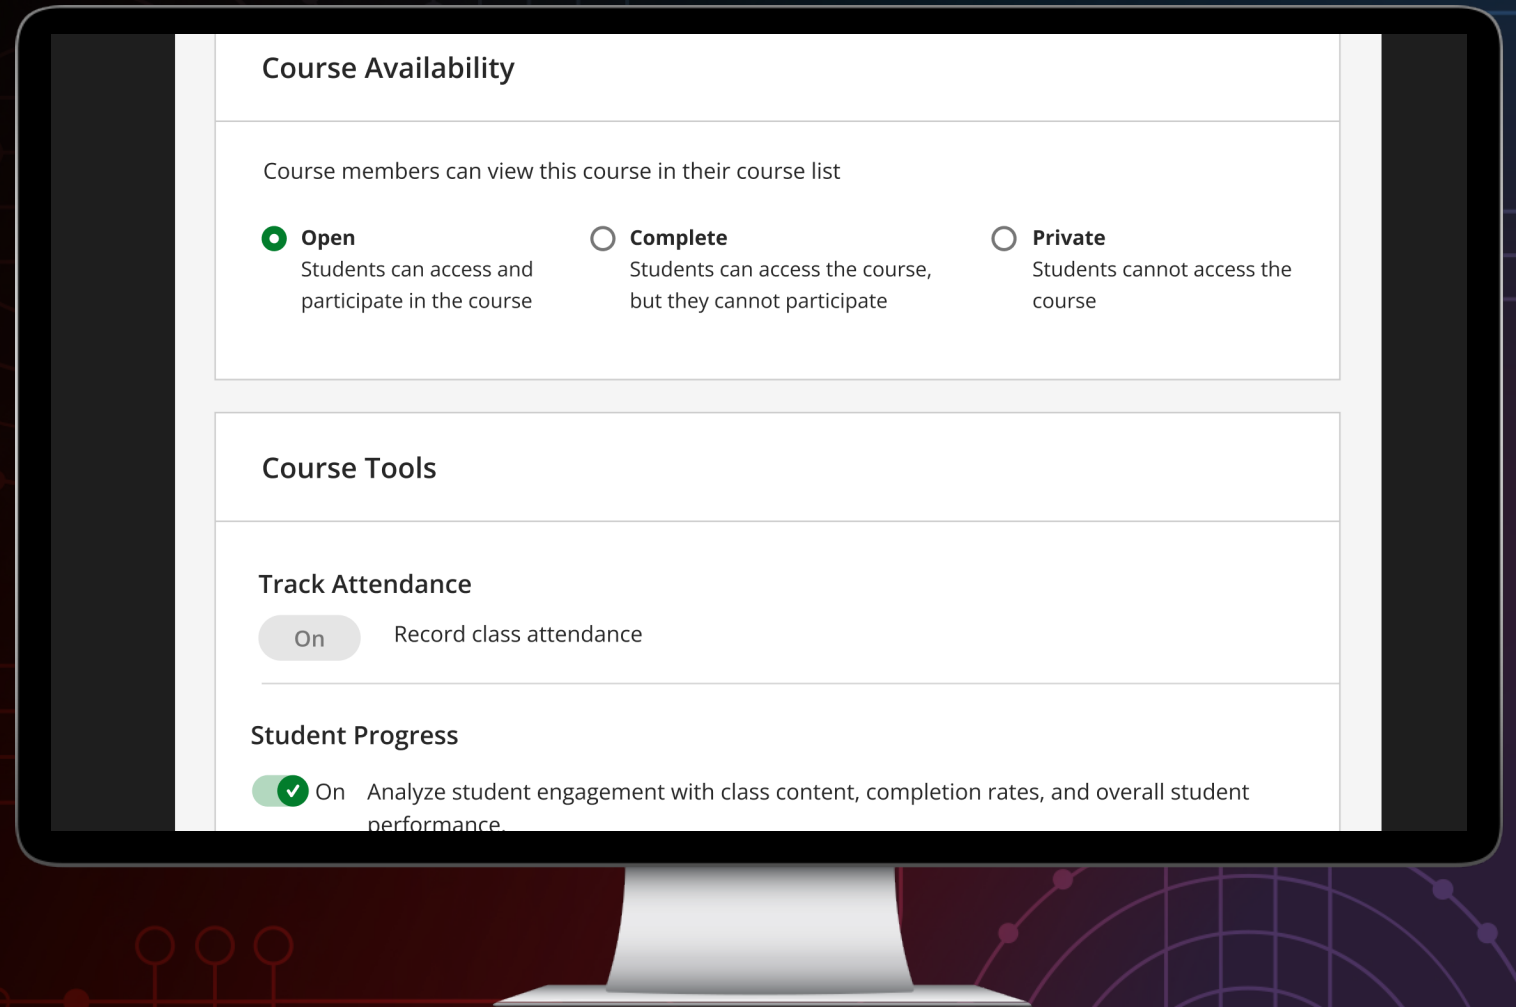 Course Availability
Course members can view this course in their course list
Open
Students can access and
participate in the course
Complete
Students can access the course,
but they cannot participate
Private
Students cannot access the
course
Course Tools
Track Attendance
On
Record class attendance
Student Progress
On
Analyze student engagement with class content, completion rates, and overall student
performance.